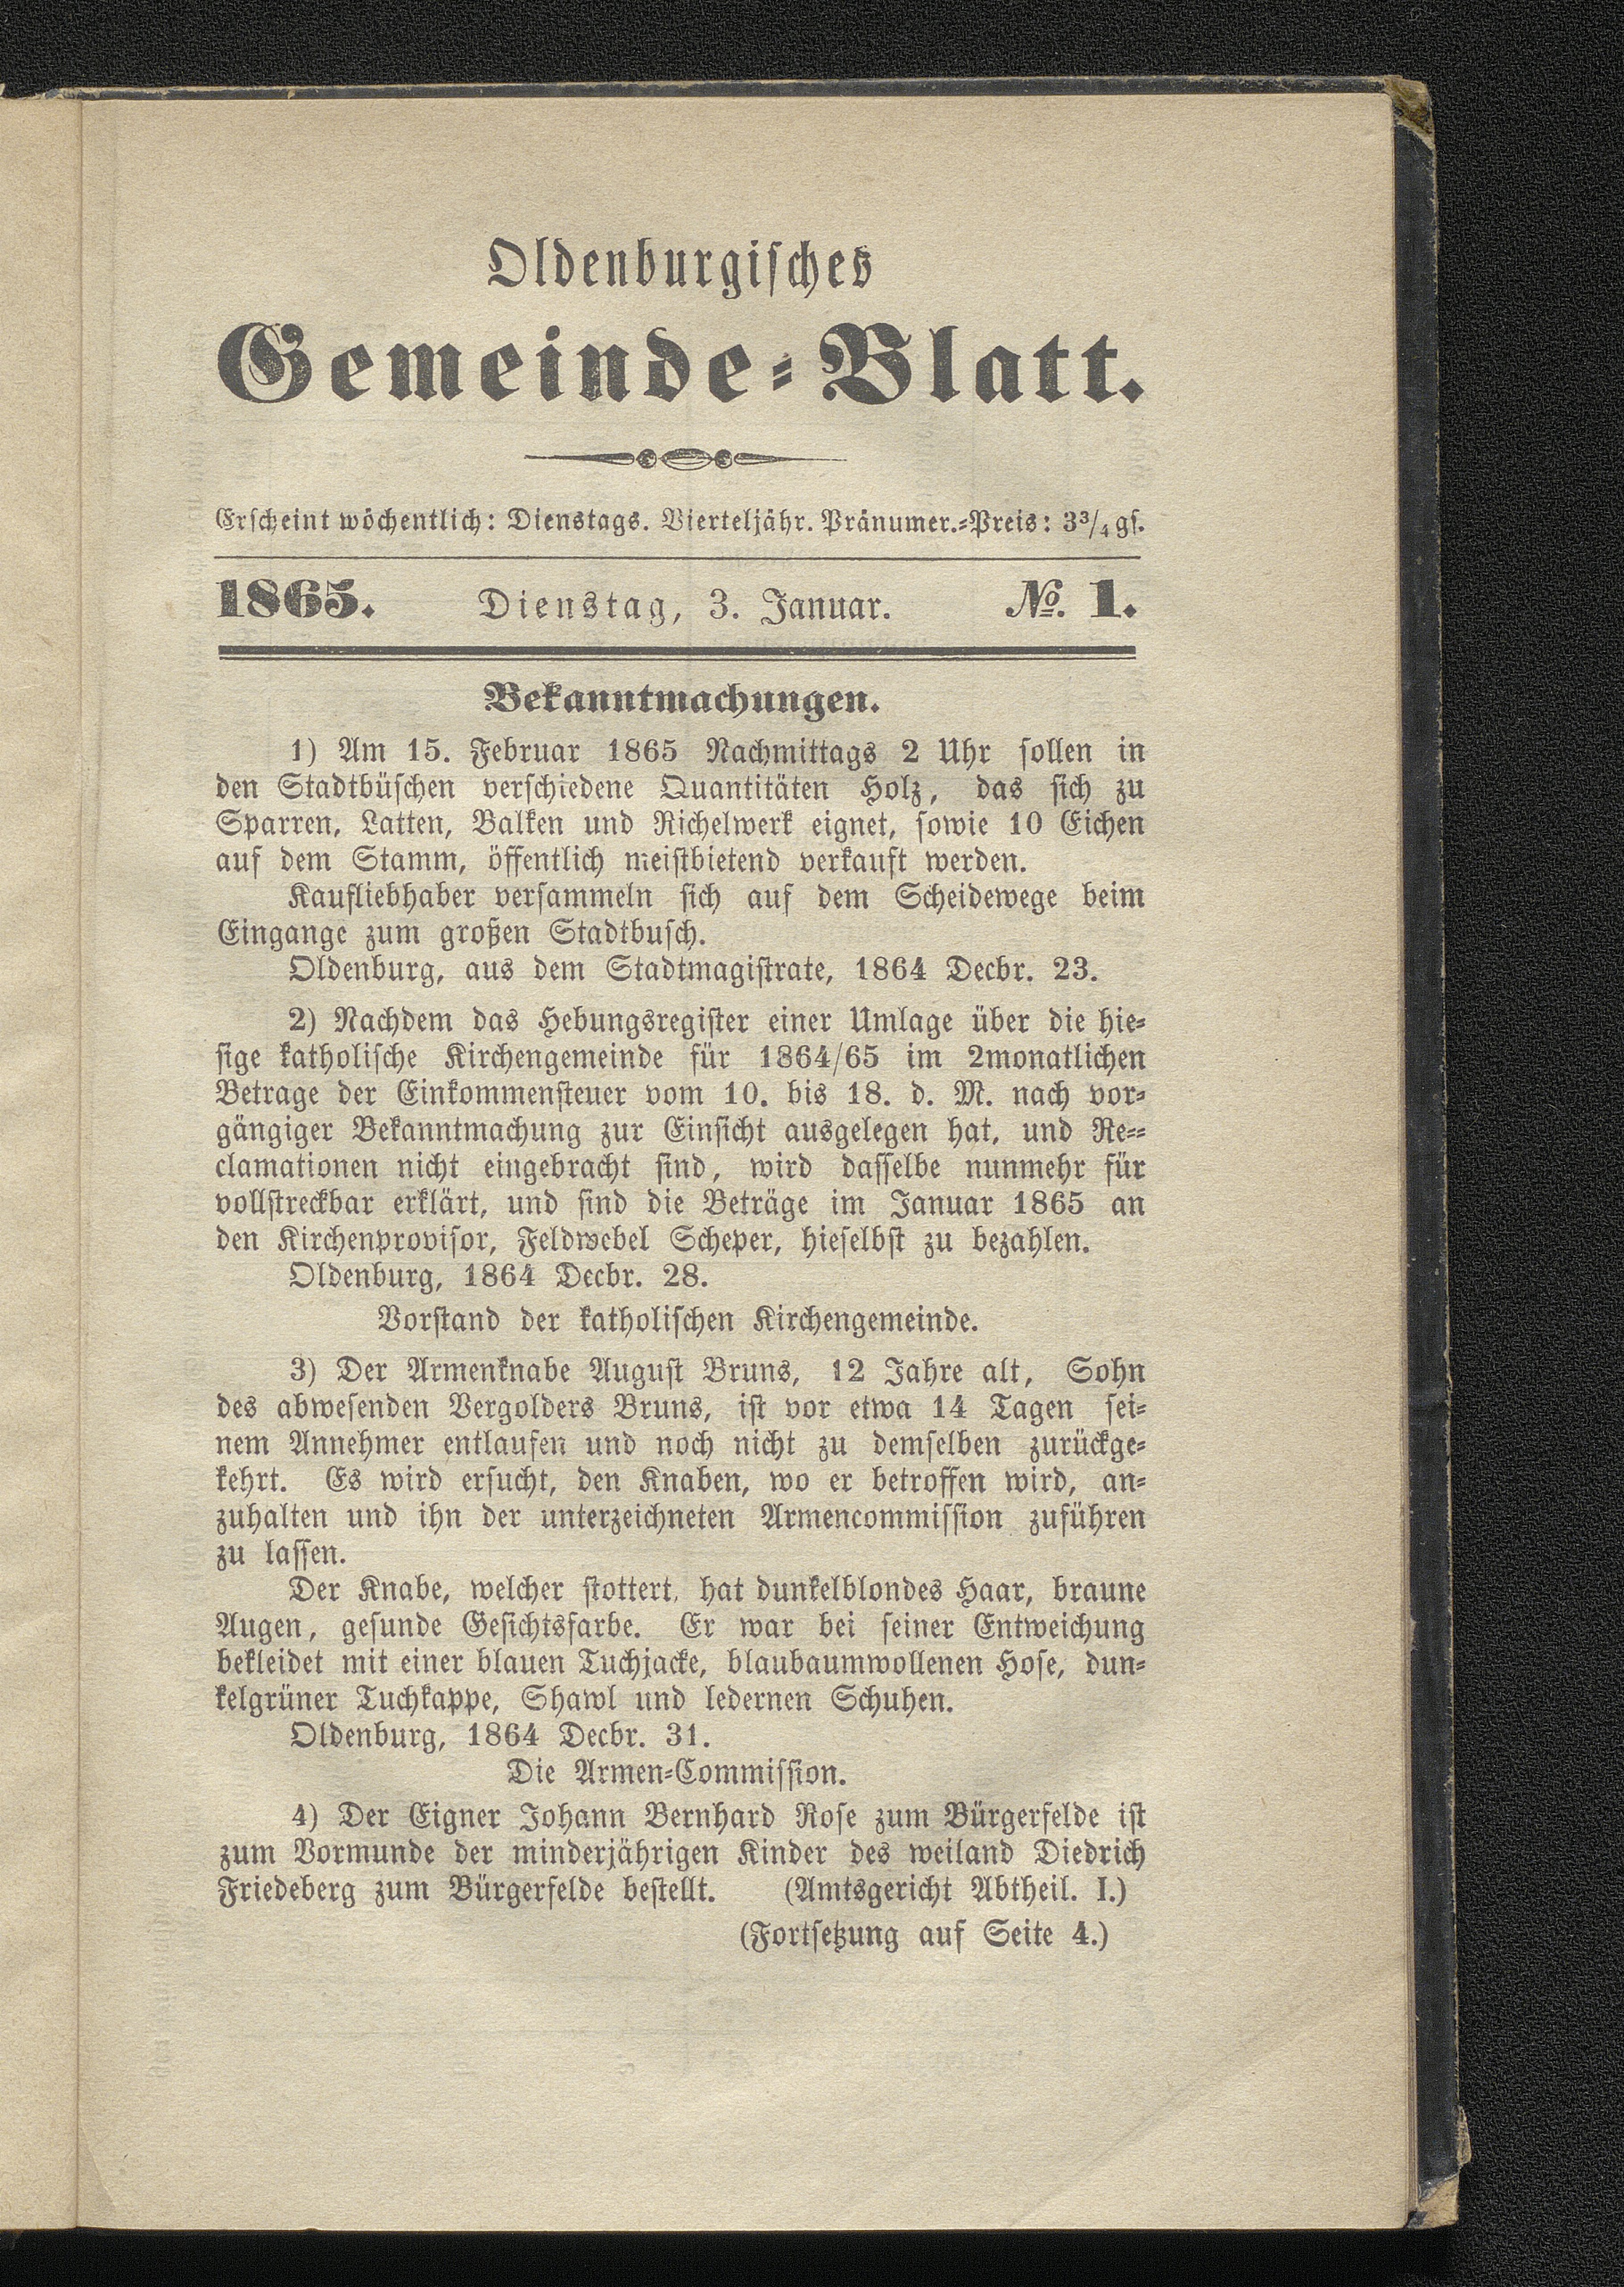 Oldenburgisches
Gemeinde-Blatt.
Erscheint wöchentlich: Dienstags. Vierteljähr. Pränumer.-Preis: 3³/₄ gs.
1865. Dienstag, 3. Januar. № 1.
Bekanntmachungen.
1) Am 15. Februar 1865 Nachmittags 2 Uhr sollen in
den Stadtbüschen verschiedene Quantitäten Holz, das sich zu
Sparren, Latten, Balken und Richelwerk eignet, sowie 10 Eichen
auf dem Stamm, öffentlich meistbietend verkauft werden.
Kaufliebhaber versammeln sich auf dem Scheidewege beim
Eingange zum großen Stadtbusch.
Oldenburg, aus dem Stadtmagistrate, 1864 Decbr. 23.
2) Nachdem das Hebungsregister einer Umlage über die hie-
sige katholische Kirchengemeinde für 1864/65 im 2monatlichen
Betrage der Einkommensteuer vom 10. bis 18. d. M. nach vor-
gängiger Bekanntmachung zur Einsicht ausgelegen hat, und Re-
clamationen nicht eingebracht sind, wird dasselbe nunmehr für
vollstreckbar erklärt, und sind die Beträge im Januar 1865 an
den Kirchenprovisor, Feldwebel Scheper, hieselbst zu bezahlen.
Oldenburg, 1864 Decbr. 28.
Vorstand der katholischen Kirchengemeinde.
3) Der Armenknabe August Bruns, 12 Jahre alt, Sohn
des abwesenden Vergolders Bruns, ist vor etwa 14 Tagen sei-
nem Annehmer entlaufen und noch nicht zu demselben zurückge-
kehrt. Es wird ersucht, den Knaben, wo er betroffen wird, an-
zuhalten und ihn der unterzeichneten Armencommission zuführen
zu lassen.
Der Knabe, welcher stottert, hat dunkelblondes Haar, braune
Augen, gesunde Gesichtsfarbe. Er war bei seiner Entweichung
bekleidet mit einer blauen Tuchjacke, blaubaumwollenen Hose, dun-
kelgrüner Tuchkappe, Shawl und ledernen Schuhen.
Oldenburg, 1864 Decbr. 31.
Die Armen-Commission.
4) Der Eigner Johann Bernhard Rose zum Bürgerfelde ist
zum Vormunde der minderjährigen Kinder des weiland Diedrich
Friedeberg zum Bürgerfelde bestellt. (Amtsgericht Abtheil. I.)
(Fortsetzung auf Seite 4.)